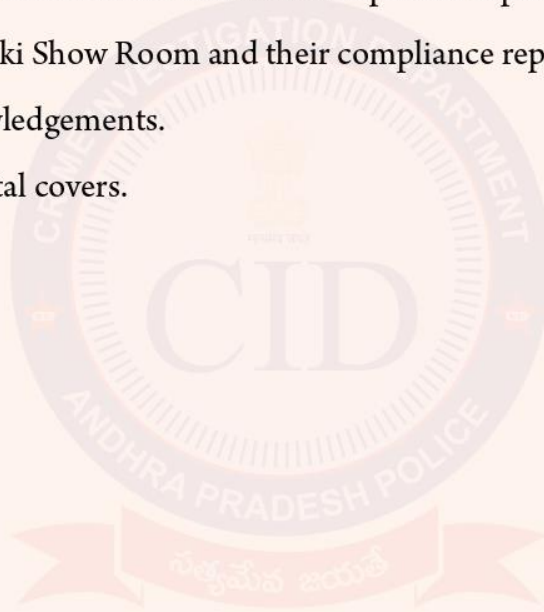 ki Show Room and their compliance rep
ledgements.
tal covers.
CRIME INVESTIGATION DEPARTMENT
CID
ANDHRA PRADESH POLICE
సత్యమేవ జయతే